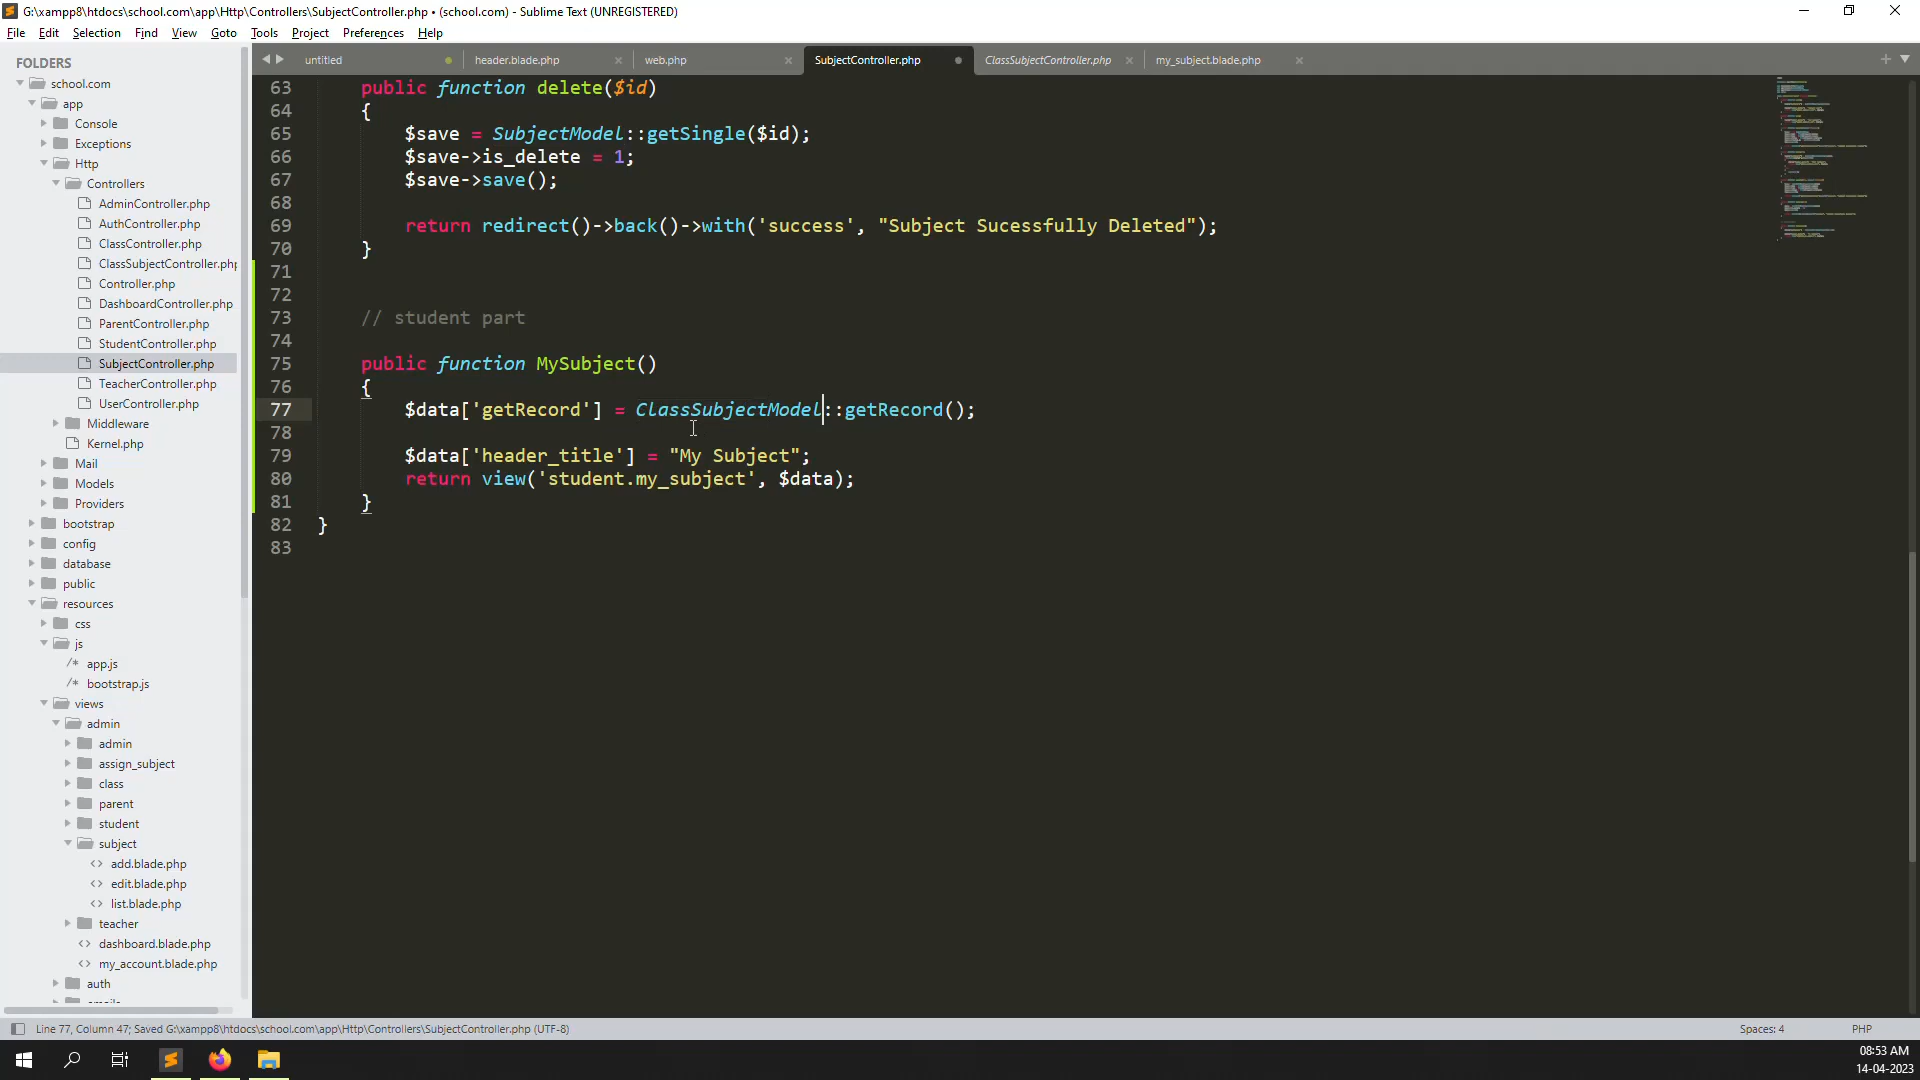 G:\xampp8\htdocs\school.com\app\Http\Controllers\SubjectController.php • (school.com) - Sublime Text (UNREGISTERED)
File Edit Selection Find View Goto Tools Project Preferences Help
FOLDERS
school.com
app
Console
Exceptions
Http
Controllers
AdminController.php
AuthController.php
ClassController.php
ClassSubjectController.php
Controller.php
DashboardController.php
ParentController.php
StudentController.php
SubjectController.php
TeacherController.php
UserController.php
Middleware
Kernel.php
Mail
Models
Providers
bootstrap
config
database
public
resources
css
js
app.js
bootstrap.js
views
admin
admin
assign_subject
class
parent
student
subject
add.blade.php
edit.blade.php
list.blade.php
teacher
dashboard.blade.php
my_account.blade.php
auth
untitled header.blade.php web.php SubjectController.php ClassSubjectController.php my_subject.blade.php
63 public function delete($id)
64 {
65 $save = SubjectModel::getSingle($id);
66 $save->is_delete = 1;
67 $save->save();
68
69 return redirect()->back()->with('success', "Subject Sucessfully Deleted");
70 }
71
72
73 // student part
74
75 public function MySubject()
76 {
77 $data['getRecord'] = ClassSubjectModel::getRecord();
78
79 $data['header_title'] = "My Subject";
80 return view('student.my_subject', $data);
81 }
82 }
83
Line 77, Column 47; Saved G:\xampp8\htdocs\school.com\app\Http\Controllers\SubjectController.php (UTF-8)
Spaces: 4 PHP
08:53 AM
14-04-2023